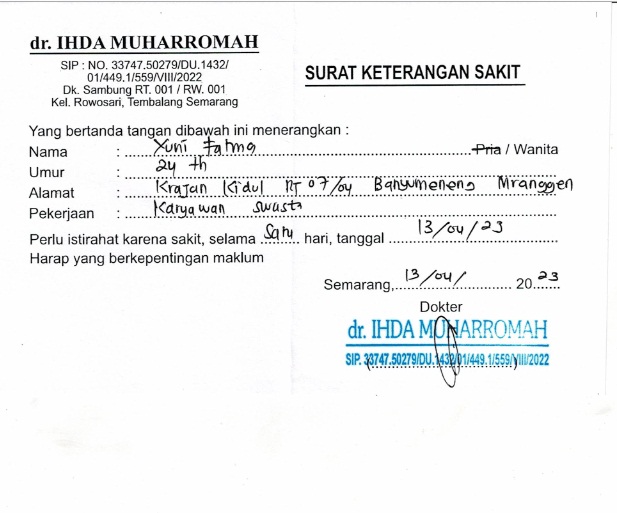 dr. IHDA MUHARROMAH
SIP : NO. 33747.50279/DU.1432/
01/449.1/559/VIII/2022
Dk. Sambung RT. 001 / RW. 001
Kel. Rowosari, Tembalang Semarang
SURAT KETERANGAN SAKIT
Yang bertanda tangan dibawah ini menerangkan :
Nama : Yuni Fatma Pria / Wanita
Umur : 24 th
Alamat : Krajan Kidul RT 07/04 Banyumeneng Mranggen
Pekerjaan : Karyawan swasta
Perlu istirahat karena sakit, selama Satu hari, tanggal 13/04/23
Harap yang berkepentingan maklum
Semarang, 13/04/ 2023
Dokter
dr. IHDA MUHARROMAH
SIP. 33747.50279/DU.1432/01/449.1/559/VIII/2022